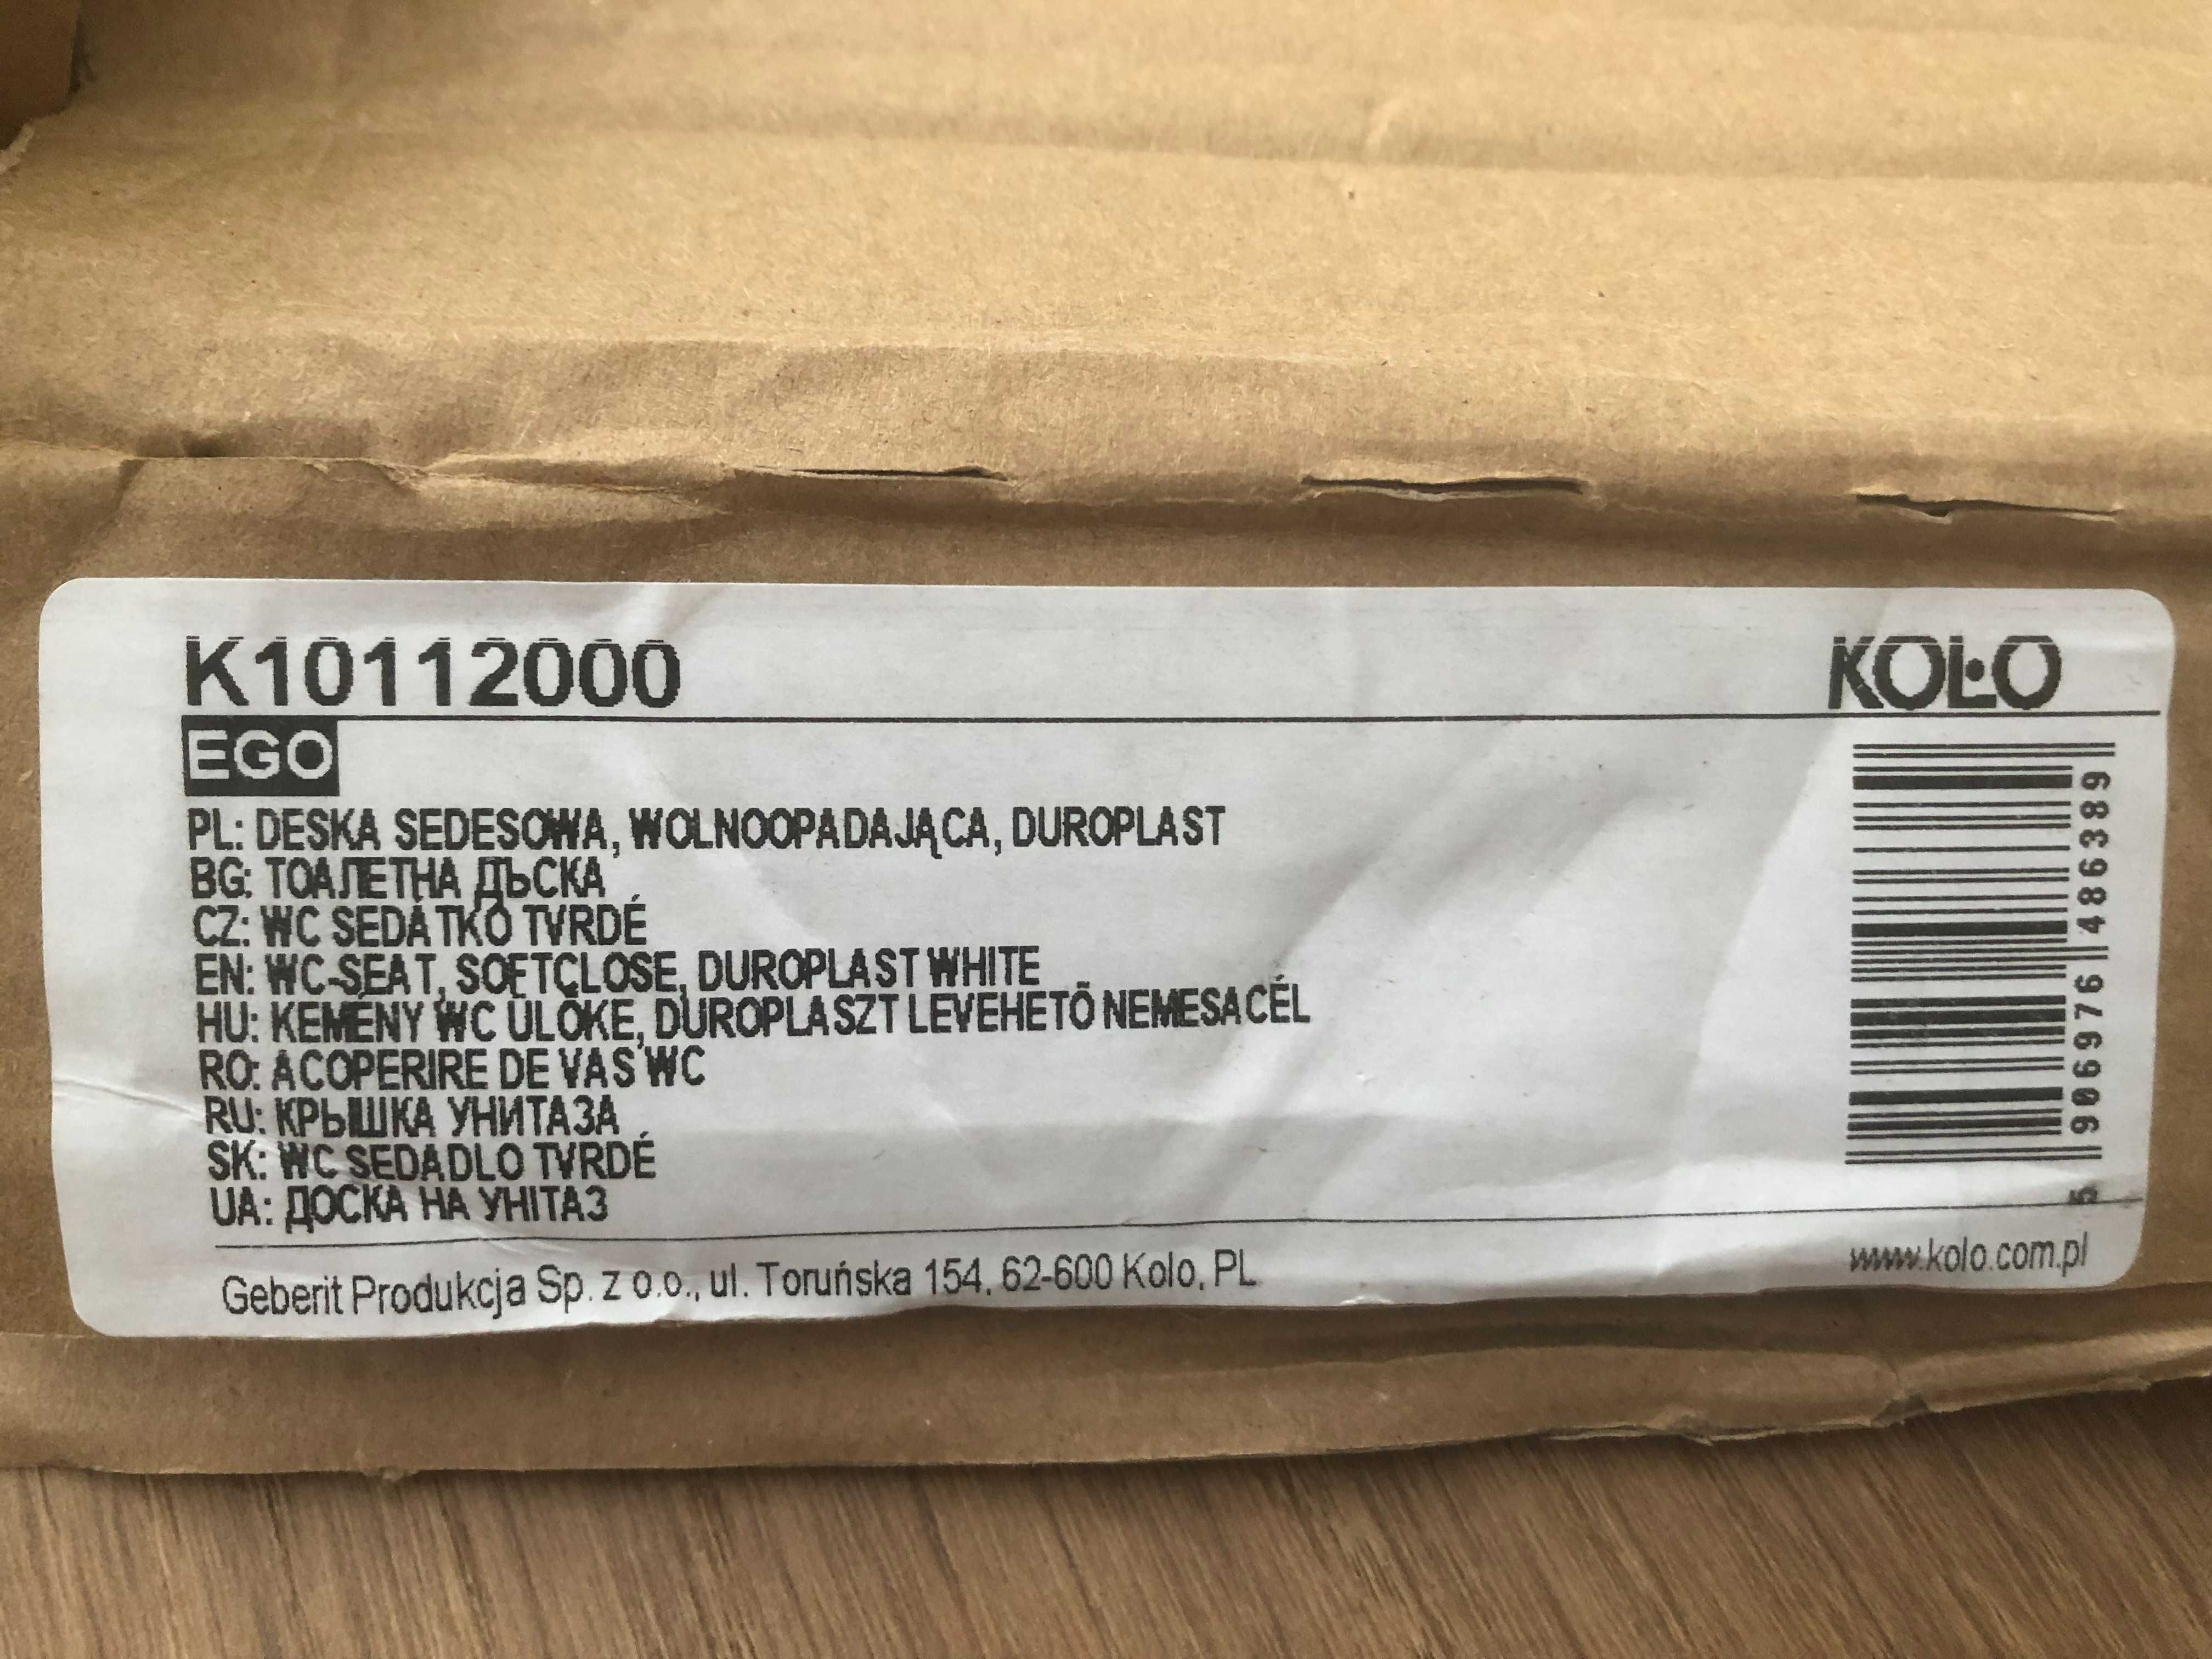 K10112000
KOŁO
EGO
PL: DESKA SEDESOWA, WOLNOOPADAJĄCA, DUROPLAST
BG: ТОАЛЕТНА ДЪСКА
CZ: WC SEDÁTKO TVRDÉ
EN: WC-SEAT, SOFTCLOSE, DUROPLAST WHITE
HU: KEMÉNY WC ÜLÖKE, DUROPLASZT LEVEHETŐ NEMESACÉL
RO: ACOPERIRE DE VAS WC
RU: КРЫШКА УНИТАЗА
SK: WC SEDADLO TVRDÉ
UA: ДОСКА НА УНІТАЗ
5 906976 486389
Geberit Produkcja Sp. z o.o., ul. Toruńska 154, 62-600 Kolo, PL
www.kolo.com.pl